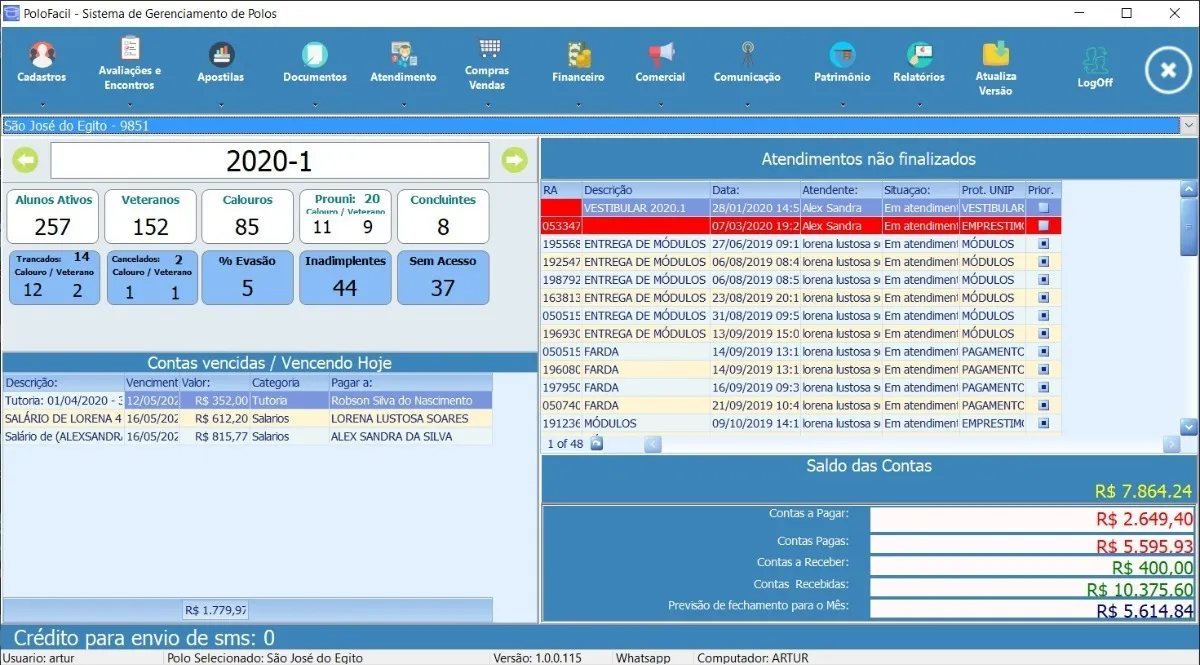 PoloFacil - Sistema de Gerenciamento de Polos
Cadastros
Avaliações e Encontros
Apostilas
Documentos
Atendimento
Compras Vendas
Financeiro
Comercial
Comunicação
Patrimônio
Relatórios
Atualiza Versão
LogOff
São José do Egito - 9851
2020-1
Alunos Ativos 257
Veteranos 152
Calouros 85
Prouni: 20
Calouro / Veterano
11 9
Concluintes 8
Trancados: 14
Calouro / Veterano
12 2
Cancelados: 2
Calouro / Veterano
1 1
% Evasão 5
Inadimplentes 44
Sem Acesso 37
Contas vencidas / Vencendo Hoje
Descrição: Venciment Valor: Categoria Pagar a:
Tutoria: 01/04/2020 - 3 12/05/202 R$ 352,00 Tutoria Robson Silva do Nascimento
SALÁRIO DE LORENA 4 16/05/202 R$ 612,20 Salarios LORENA LUSTOSA SOARES
Salário de (ALEXSANDR 16/05/202 R$ 815,77 Salarios ALEX SANDRA DA SILVA
R$ 1.779,97
Atendimentos não finalizados
RA Descrição Data: Atendente: Situaçao: Prot. UNIP Prior.
VESTIBULAR 2020.1 28/01/2020 14:5 Alex Sandra Em atendiment VESTIBULAR
053347 07/03/2020 19:2 Alex Sandra Em atendiment EMPRESTIM
195568 ENTREGA DE MÓDULOS 27/06/2019 09:1 lorena lustosa s Em atendiment MÓDULOS
192547 ENTREGA DE MÓDULOS 06/08/2019 08:4 lorena lustosa s Em atendiment MÓDULOS
198792 ENTREGA DE MÓDULOS 06/08/2019 08:5 lorena lustosa s Em atendiment MÓDULOS
163813 ENTREGA DE MÓDULOS 23/08/2019 20:1 lorena lustosa s Em atendiment MÓDULOS
050515 ENTREGA DE MÓDULOS 31/08/2019 09:5 lorena lustosa s Em atendiment MÓDULOS
196930 ENTREGA DE MÓDULOS 13/09/2019 15:0 lorena lustosa s Em atendiment MÓDULOS
050515 FARDA 14/09/2019 13:1 lorena lustosa s Em atendiment PAGAMENTO
196080 FARDA 14/09/2019 13:1 lorena lustosa s Em atendiment PAGAMENTO
197950 FARDA 16/09/2019 09:3 lorena lustosa s Em atendiment PAGAMENTO
050740 FARDA 21/09/2019 10:4 lorena lustosa s Em atendiment PAGAMENTO
191236 MÓDULOS 09/10/2019 14:1 lorena lustosa s Em atendiment EMPRESTIM
1 of 48
Saldo das Contas
R$ 7.864,24
Contas a Pagar: R$ 2.649,40
Contas Pagas: R$ 5.595,93
Contas a Receber: R$ 400,00
Contas Recebidas: R$ 10.375,60
Previsão de fechamento para o Mês: R$ 5.614,84
Crédito para envio de sms: 0
Usuario: artur Polo Selecionado: São José do Egito Versão: 1.0.0.115 Whatsapp Computador: ARTUR